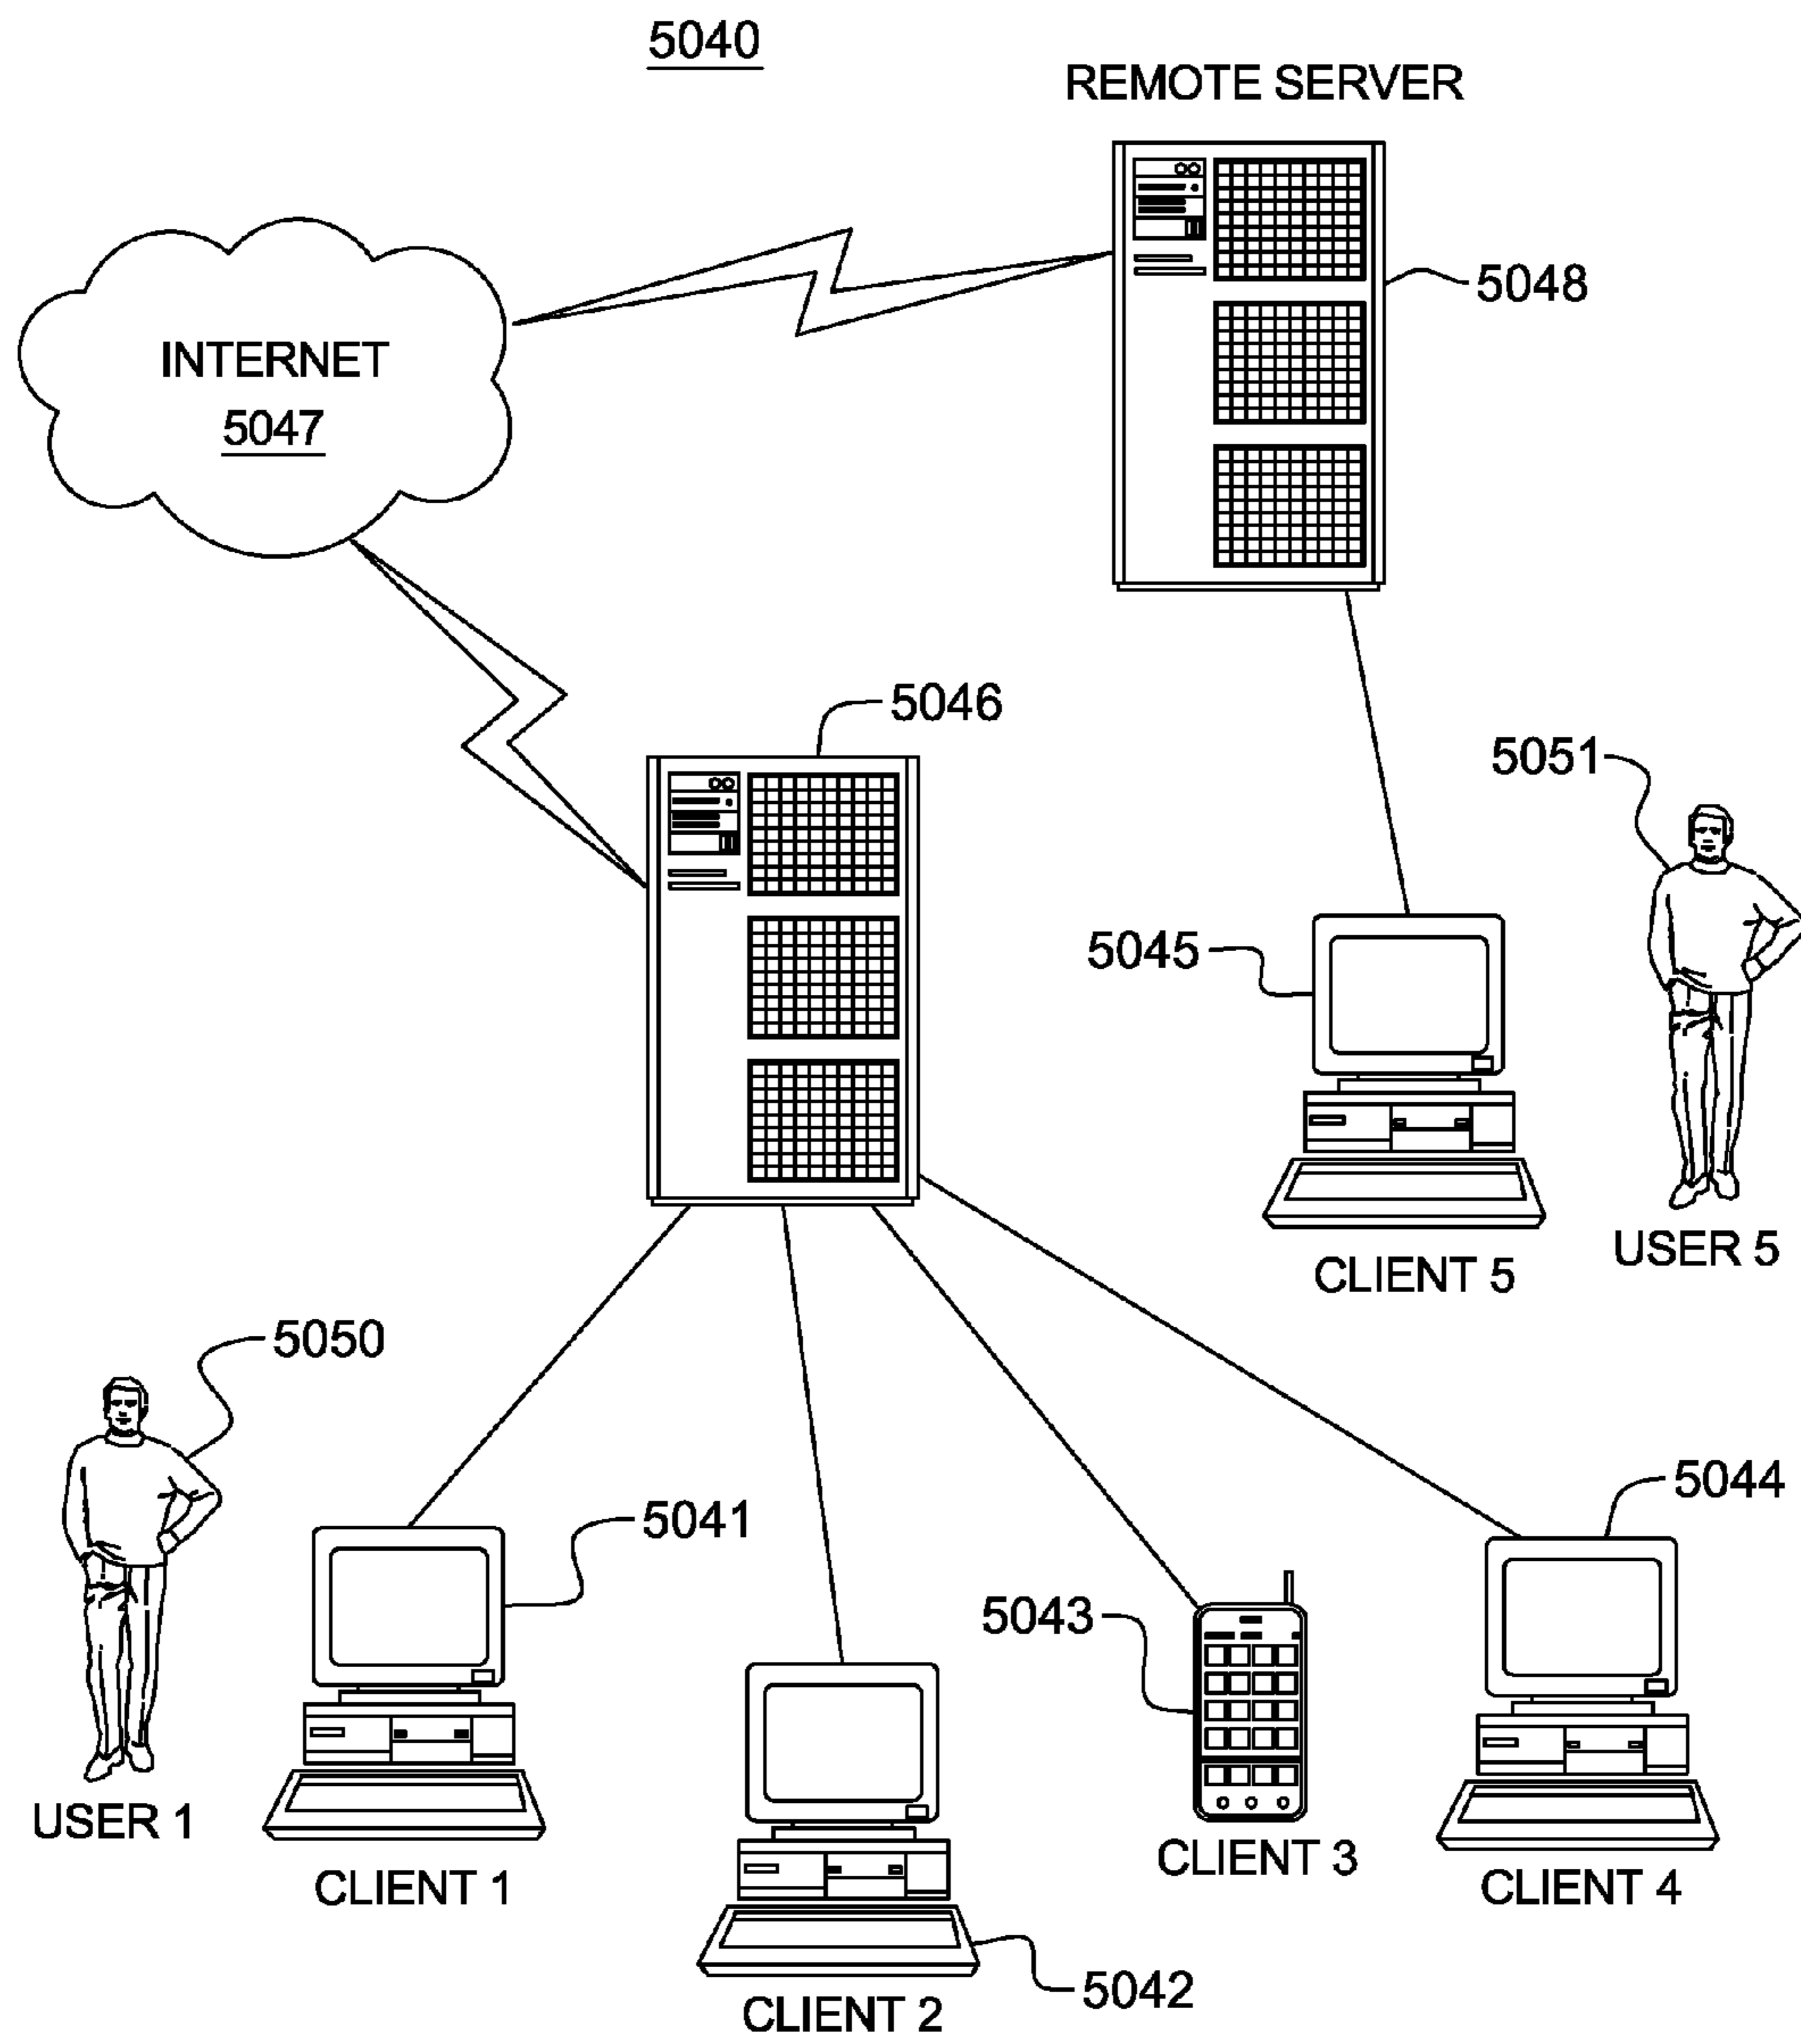 5040
REMOTE SERVER
5048
INTERNET
5047
5046
5051
5045
USER 5
CLIENT 5
5050
5041
5044
5043
USER 1
CLIENT 1
CLIENT 3
CLIENT 4
5042
CLIENT 2